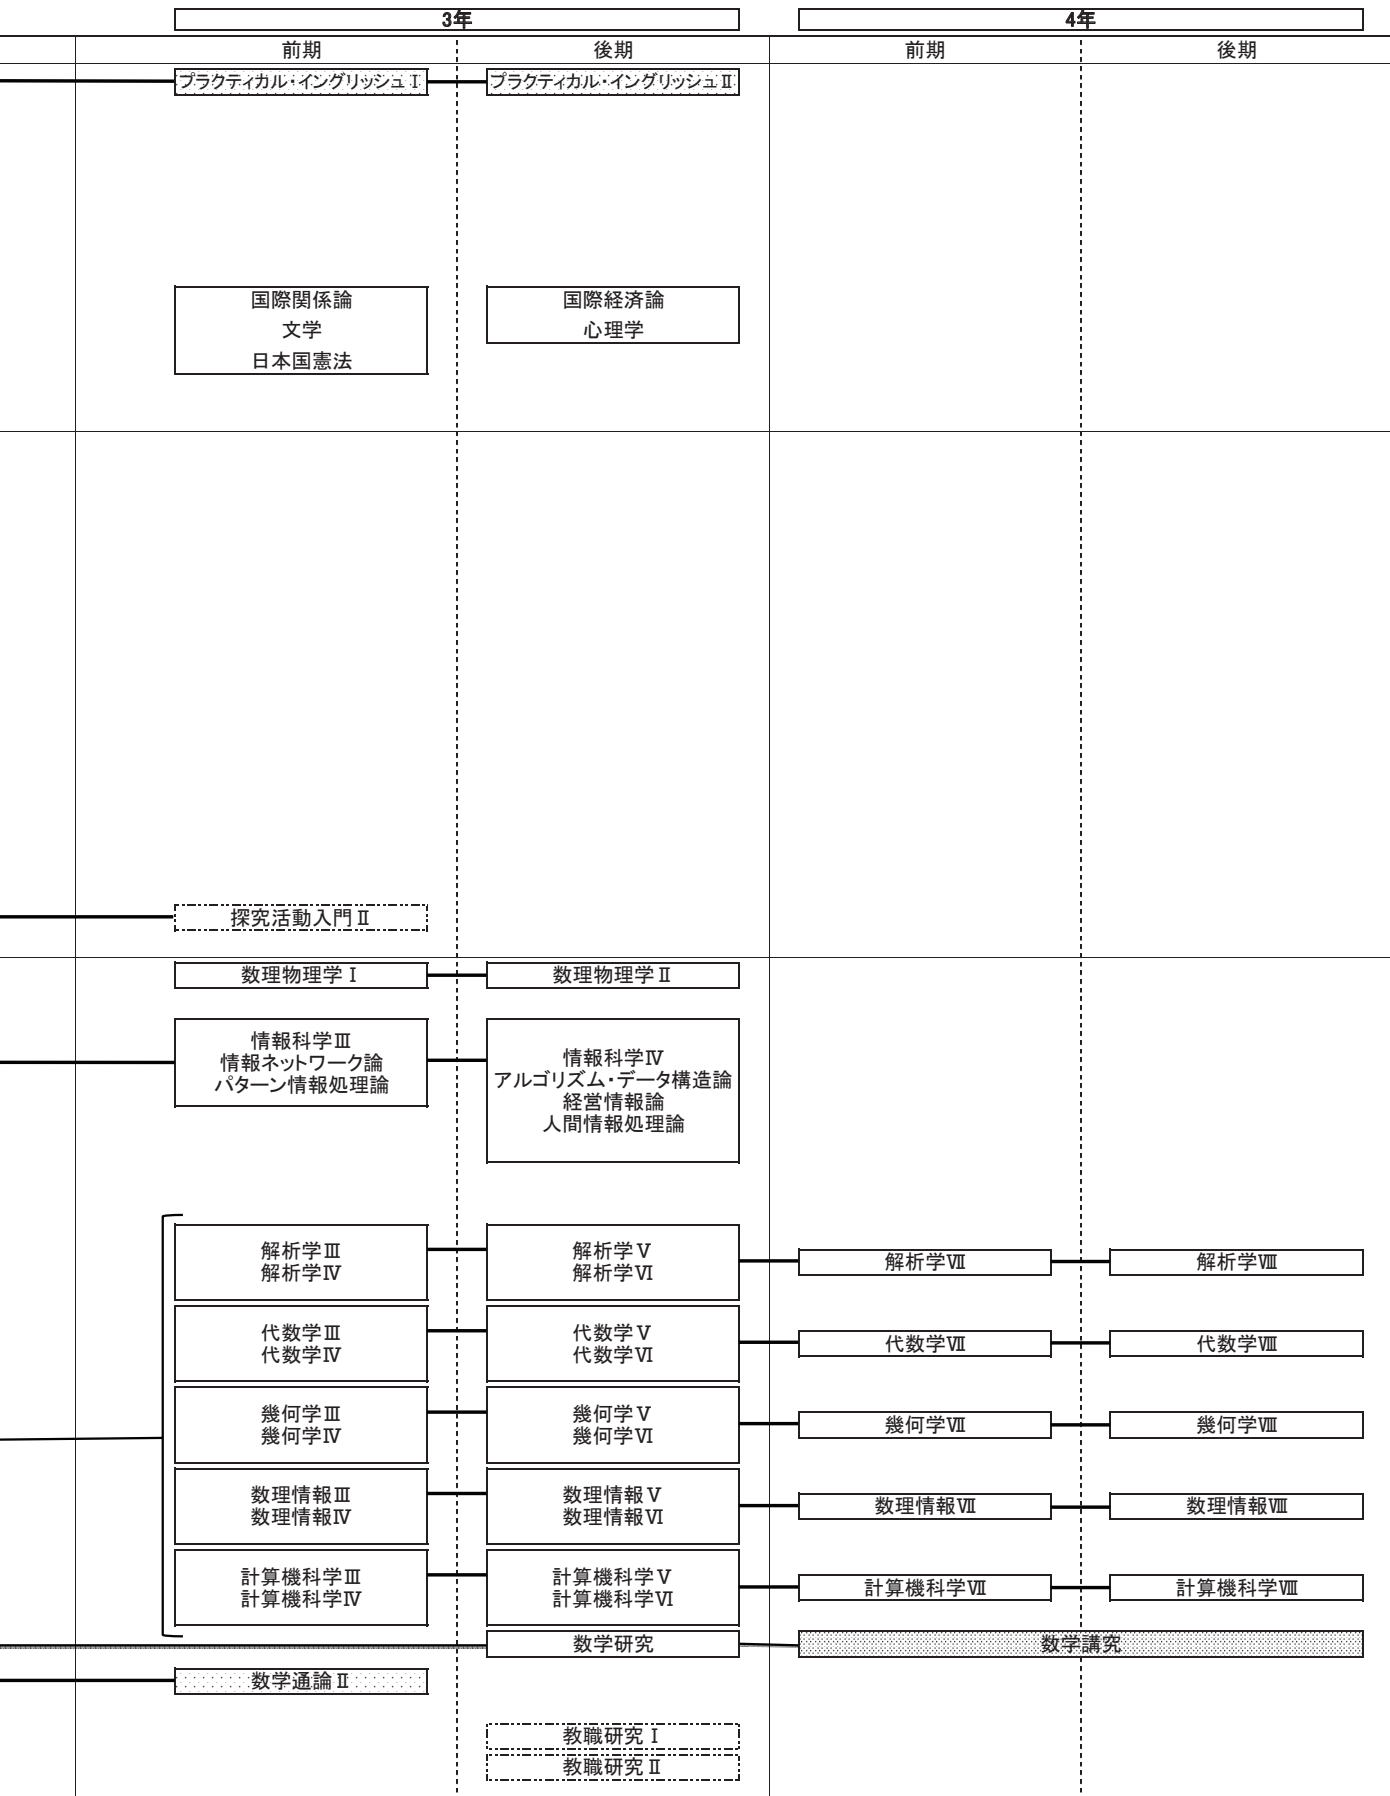 3年
4年
前期
後期
前期
後期
プラクティカル・イングリッシュⅠ
プラクティカル・イングリッシュⅡ
国際関係論
文学
日本国憲法
国際経済論
心理学
探究活動入門Ⅱ
数理物理学Ⅰ
数理物理学Ⅱ
情報科学Ⅲ
情報ネットワーク論
パターン情報処理論
情報科学Ⅳ
アルゴリズム・データ構造論
経営情報論
人間情報処理論
解析学Ⅲ
解析学Ⅳ
解析学Ⅴ
解析学Ⅵ
解析学Ⅶ
解析学Ⅷ
代数学Ⅲ
代数学Ⅳ
代数学Ⅴ
代数学Ⅵ
代数学Ⅶ
代数学Ⅷ
幾何学Ⅲ
幾何学Ⅳ
幾何学Ⅴ
幾何学Ⅵ
幾何学Ⅶ
幾何学Ⅷ
数理情報Ⅲ
数理情報Ⅳ
数理情報Ⅴ
数理情報Ⅵ
数理情報Ⅶ
数理情報Ⅷ
計算機科学Ⅲ
計算機科学Ⅳ
計算機科学Ⅴ
計算機科学Ⅵ
計算機科学Ⅶ
計算機科学Ⅷ
数学研究
数学講究
数学通論Ⅱ
教職研究Ⅰ
教職研究Ⅱ